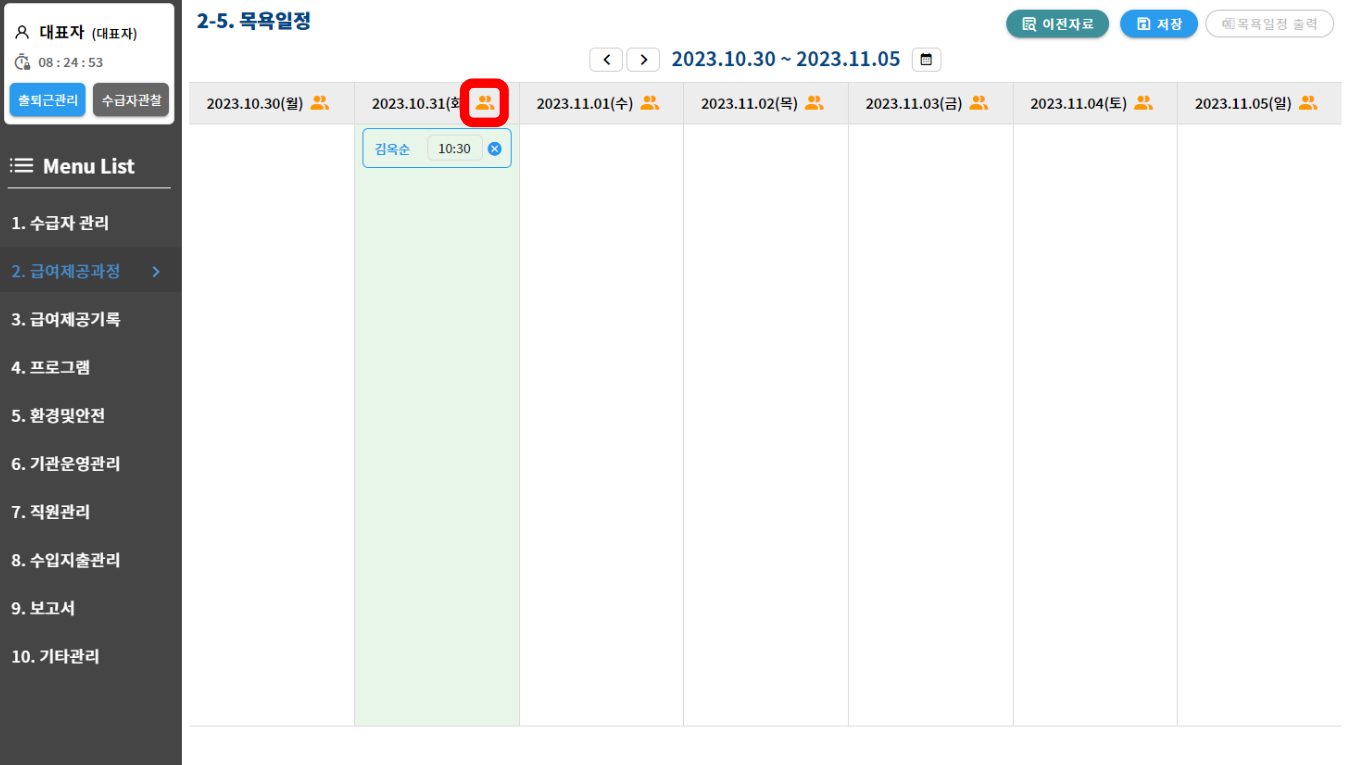 대표자 (대표자)
08 : 24 : 53
출퇴근관리 수급자관찰
Menu List
1. 수급자 관리
2. 급여제공과정
3. 급여제공기록
4. 프로그램
5. 환경및안전
6. 기관운영관리
7. 직원관리
8. 수입지출관리
9. 보고서
10. 기타관리
2-5. 목욕일정
이전자료 저장 목욕일정 출력
2023.10.30 ~ 2023.11.05
2023.10.30(월) 2023.10.31(화 2023.11.01(수) 2023.11.02(목) 2023.11.03(금) 2023.11.04(토) 2023.11.05(일)
김옥순 10:30